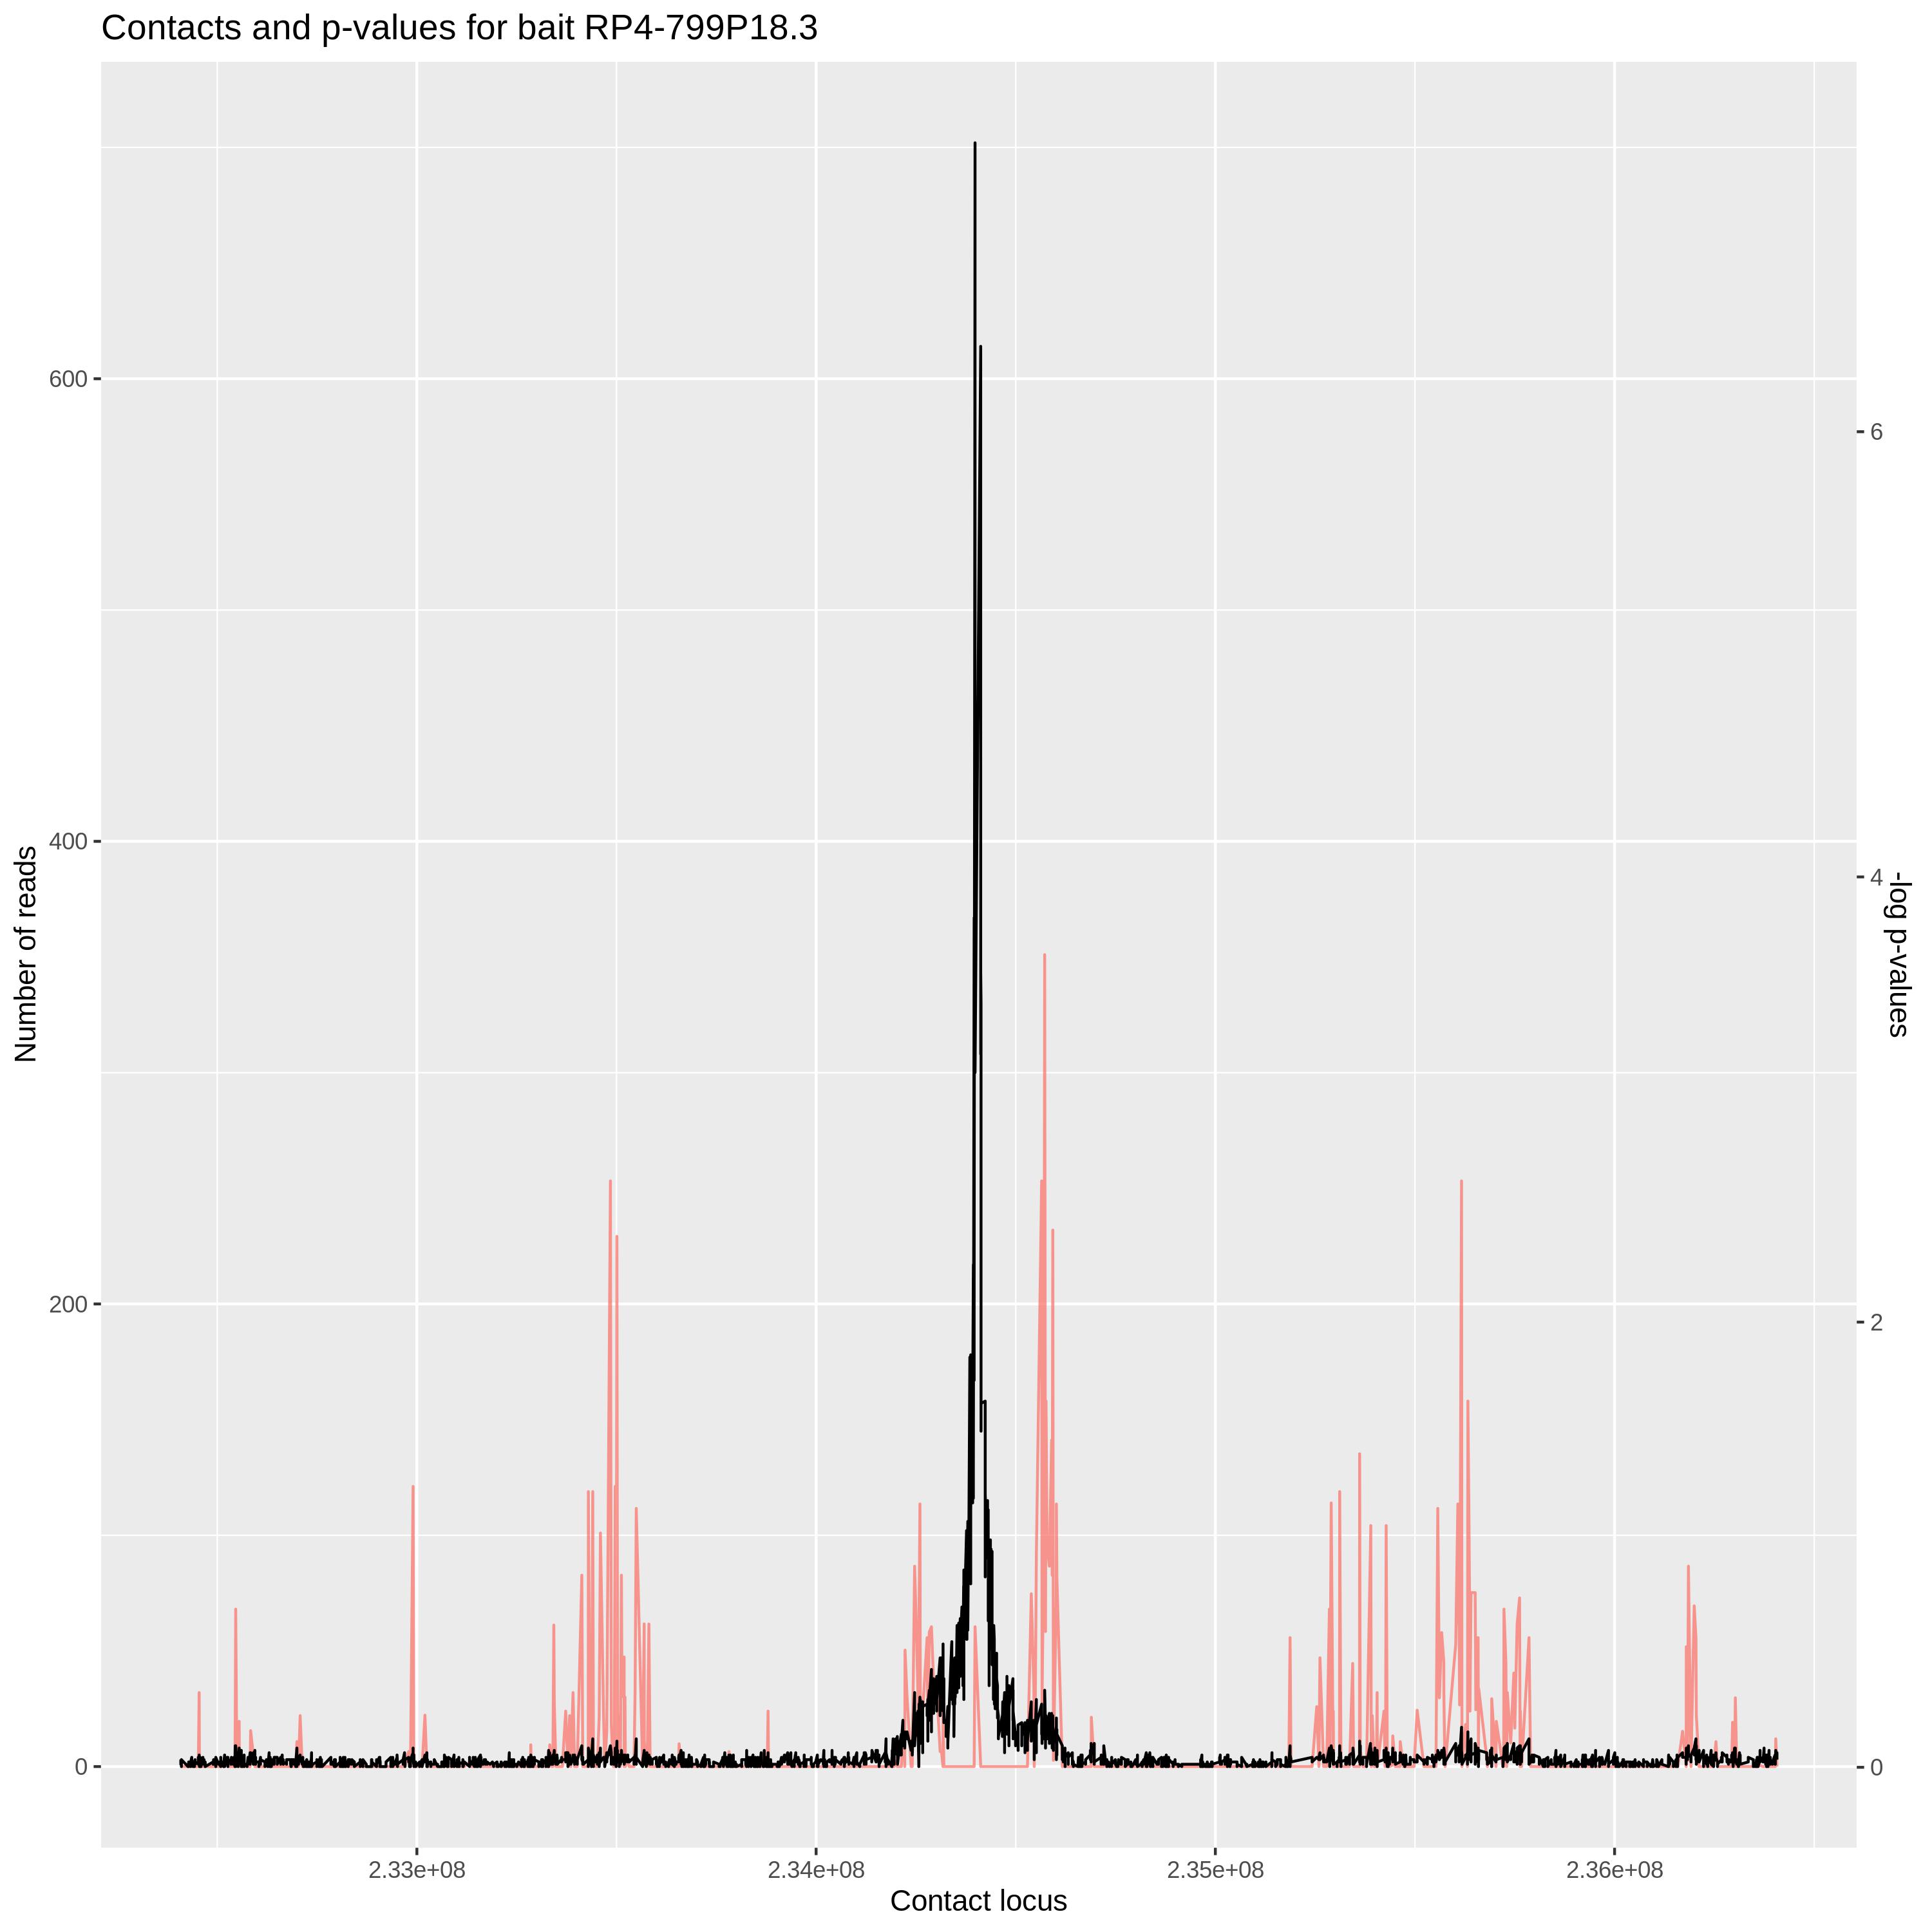 Contacts and p-values for bait RP4-799P18.3
Number of reads
600
400
200
0
6
4
2
0
-log p-values
2.33e+08
2.34e+08
2.35e+08
2.36e+08
Contact locus